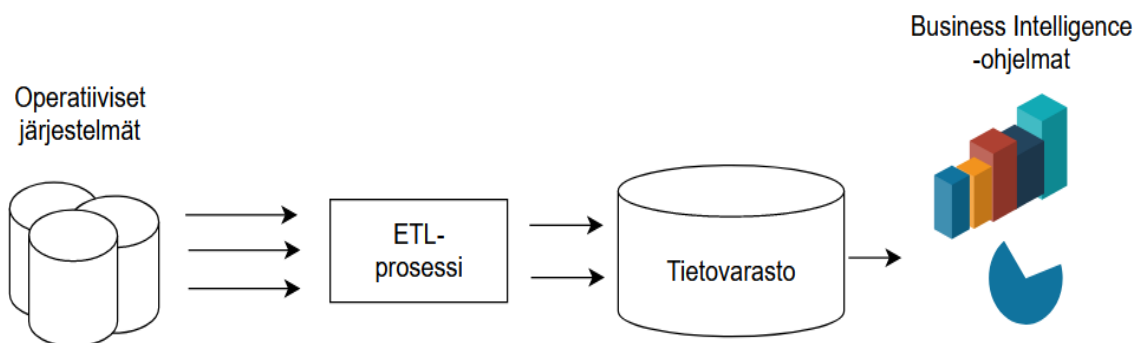 Operatiiviset
järjestelmät
ETL-
prosessi
Tietovarasto
Business Intelligence
-ohjelmat